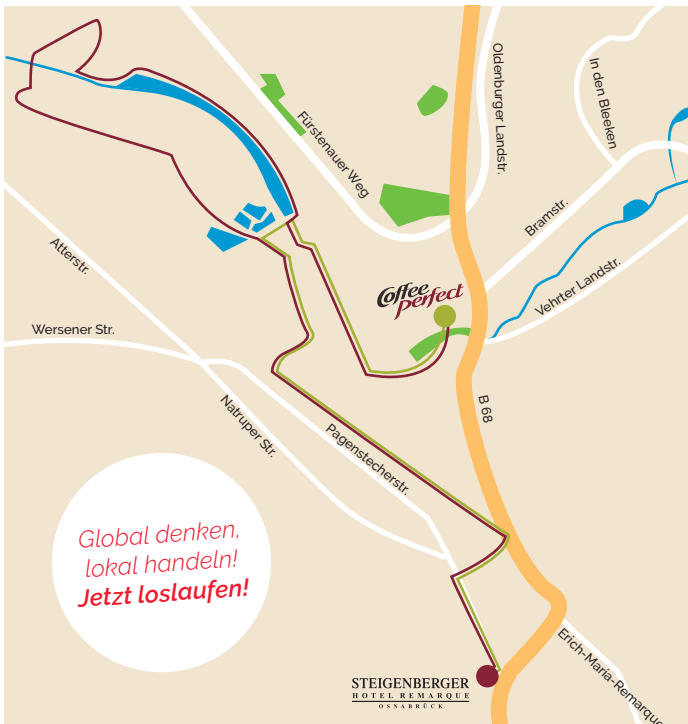 Oldenburger Landstr.
In den Bleeken
Fürstenauer Weg
Bramstr.
Atterstr.
Coffee
perfect
Vehrter Landstr.
Wersener Str.
B 68
Natruper Str.
Pagenstecherstr.
Global denken,
lokal handeln!
Jetzt loslaufen!
Erich-Maria-Remarque
STEIGENBERGER
HOTEL REMARQUE
OSNABRÜCK